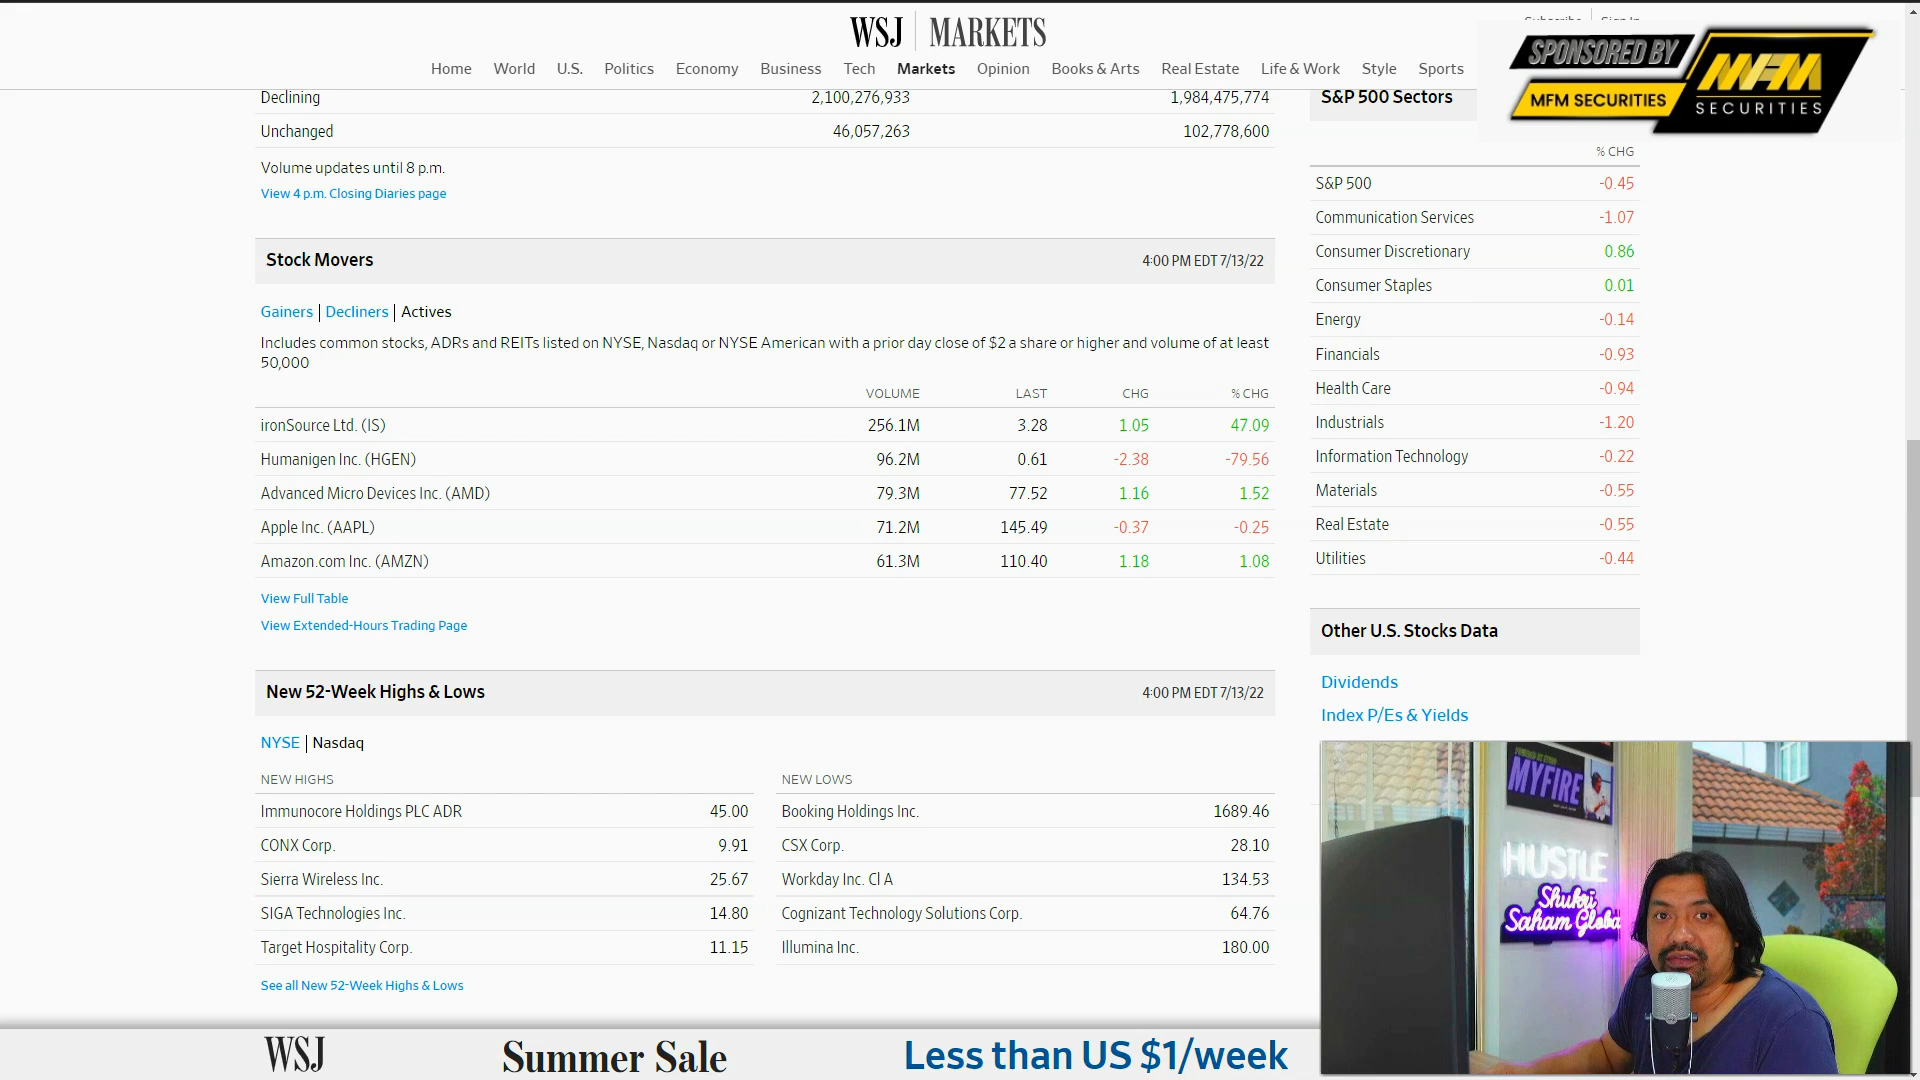 WSJ MARKETS
Home World U.S. Politics Economy Business Tech Markets Opinion Books & Arts Real Estate Life & Work Style Sports
SPONSORED BY
MFM SECURITIES
MFM
SECURITIES
Declining 2,100,276,933 1,984,475,774
Unchanged 46,057,263 102,778,600
Volume updates until 8 p.m.
View 4 p.m. Closing Diaries page
Stock Movers 4:00 PM EDT 7/13/22
Gainers | Decliners | Actives
Includes common stocks, ADRs and REITs listed on NYSE, Nasdaq or NYSE American with a prior day close of $2 a share or higher and volume of at least
50,000
VOLUME LAST CHG % CHG
ironSource Ltd. (IS) 256.1M 3.28 1.05 47.09
Humanigen Inc. (HGEN) 96.2M 0.61 -2.38 -79.56
Advanced Micro Devices Inc. (AMD) 79.3M 77.52 1.16 1.52
Apple Inc. (AAPL) 71.2M 145.49 -0.37 -0.25
Amazon.com Inc. (AMZN) 61.3M 110.40 1.18 1.08
View Full Table
View Extended-Hours Trading Page
New 52-Week Highs & Lows 4:00 PM EDT 7/13/22
NYSE | Nasdaq
NEW HIGHS
Immunocore Holdings PLC ADR 45.00
CONX Corp. 9.91
Sierra Wireless Inc. 25.67
SIGA Technologies Inc. 14.80
Target Hospitality Corp. 11.15
NEW LOWS
Booking Holdings Inc. 1689.46
CSX Corp. 28.10
Workday Inc. Cl A 134.53
Cognizant Technology Solutions Corp. 64.76
Illumina Inc. 180.00
See all New 52-Week Highs & Lows
S&P 500 Sectors
% CHG
S&P 500 -0.45
Communication Services -1.07
Consumer Discretionary 0.86
Consumer Staples 0.01
Energy -0.14
Financials -0.93
Health Care -0.94
Industrials -1.20
Information Technology -0.22
Materials -0.55
Real Estate -0.55
Utilities -0.44
Other U.S. Stocks Data
Dividends
Index P/Es & Yields
MYFIRE
HUSTLE
Shukri
Saham Global
WSJ Summer Sale Less than US $1/week